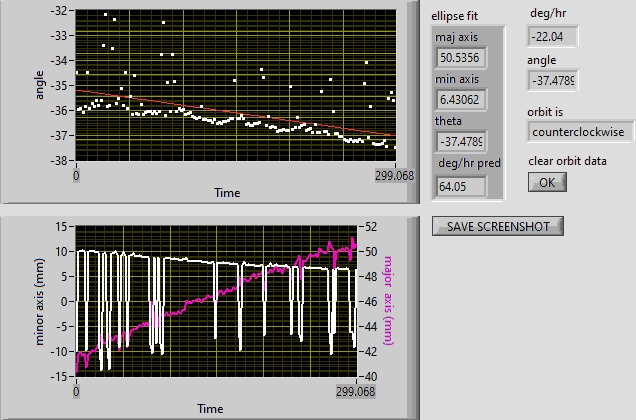 -32
-33
-34
-35
-36
-37
-38
angle
0
299.068
Time
ellipse fit
maj axis
50.5356
min axis
6.43062
theta
-37.4789
deg/hr pred
64.05
deg/hr
-22.04
angle
-37.4789
orbit is
counterclockwise
clear orbit data
OK
SAVE SCREENSHOT
15
10
5
0
-5
-10
-15
minor axis (mm)
52
50
48
46
44
42
40
major axis (mm)
0
299.068
Time